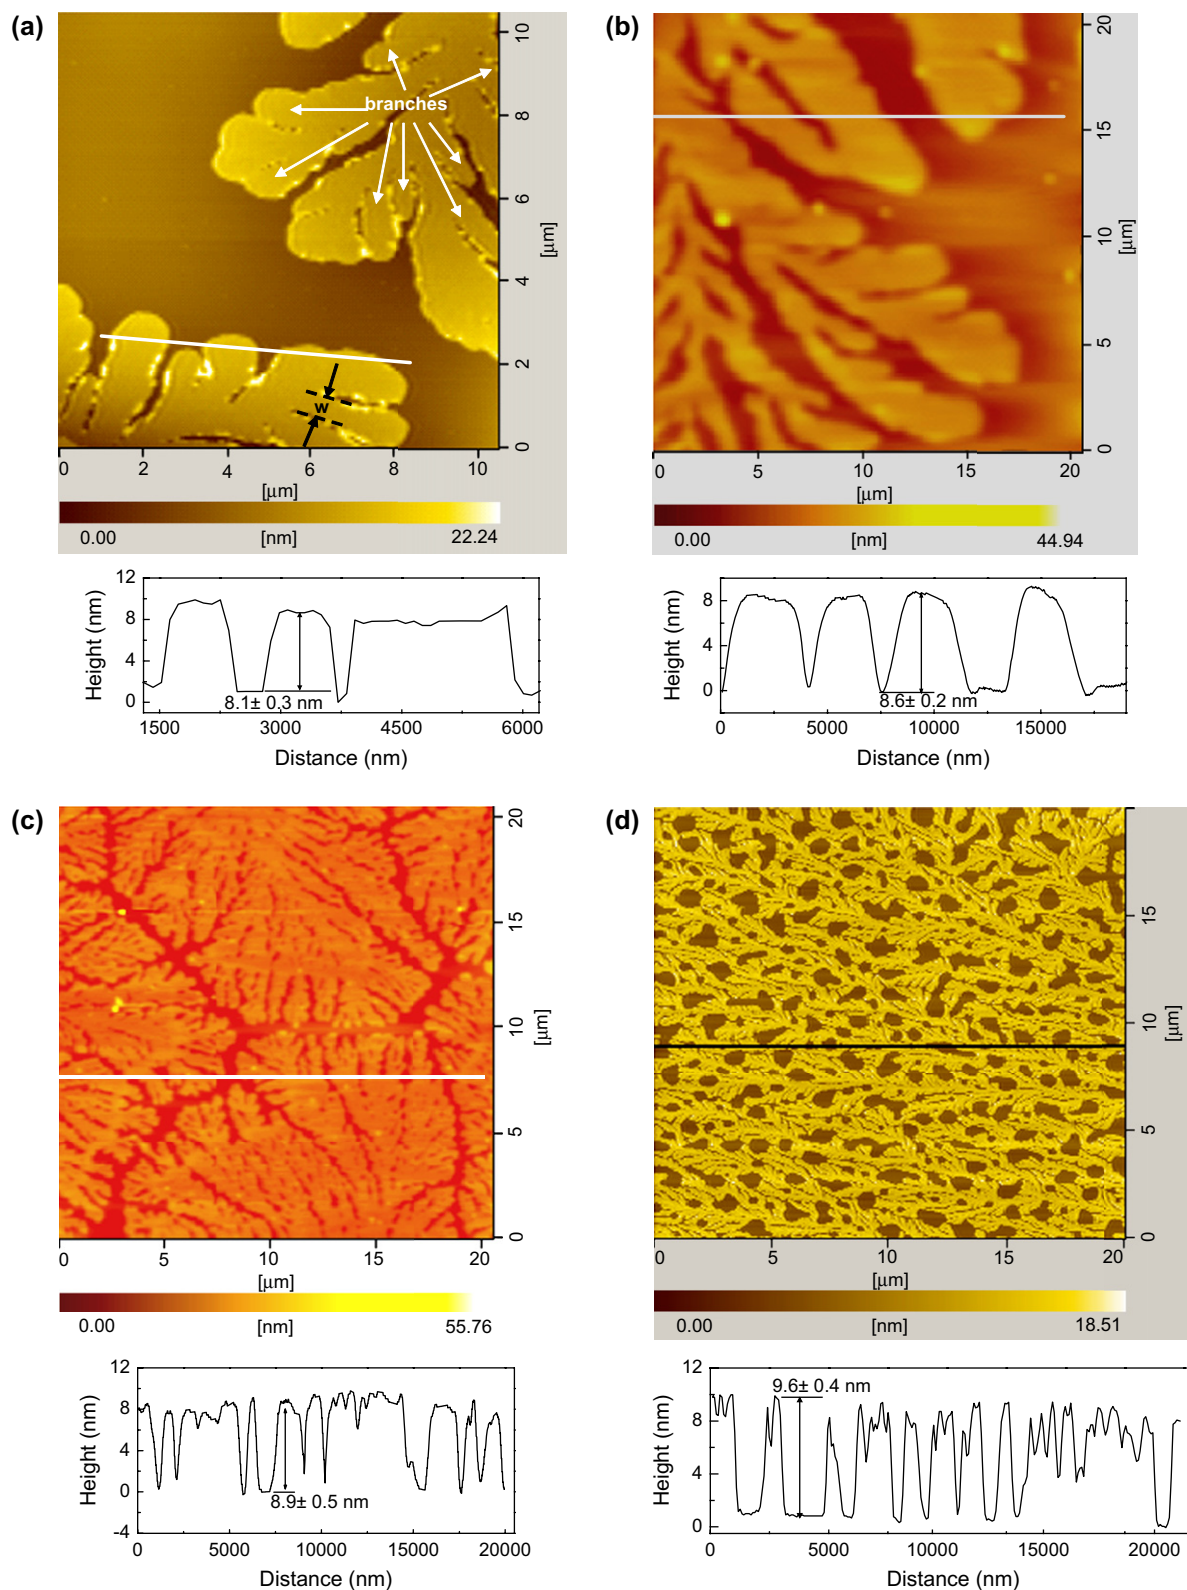 (a)
branches
w
10
8
6
4
2
0
[μm]
0 2 4 6 8 10
[μm]
0.00 [nm] 22.24
Height (nm)
12
8
4
0
8.1± 0.3 nm
1500 3000 4500 6000
Distance (nm)
(b)
20
15
10
5
0
[μm]
0 5 10 15 20
[μm]
0.00 [nm] 44.94
Height (nm)
8
4
0
8.6± 0.2 nm
0 5000 10000 15000
Distance (nm)
(c)
20
15
10
5
0
[μm]
0 5 10 15 20
[μm]
0.00 [nm] 55.76
Height (nm)
12
8
4
0
-4
8.9± 0.5 nm
0 5000 10000 15000 20000
Distance (nm)
(d)
15
10
5
0
[μm]
0 5 10 15 20
[μm]
0.00 [nm] 18.51
Height (nm)
12
8
4
0
9.6± 0.4 nm
0 5000 10000 15000 20000
Distance (nm)